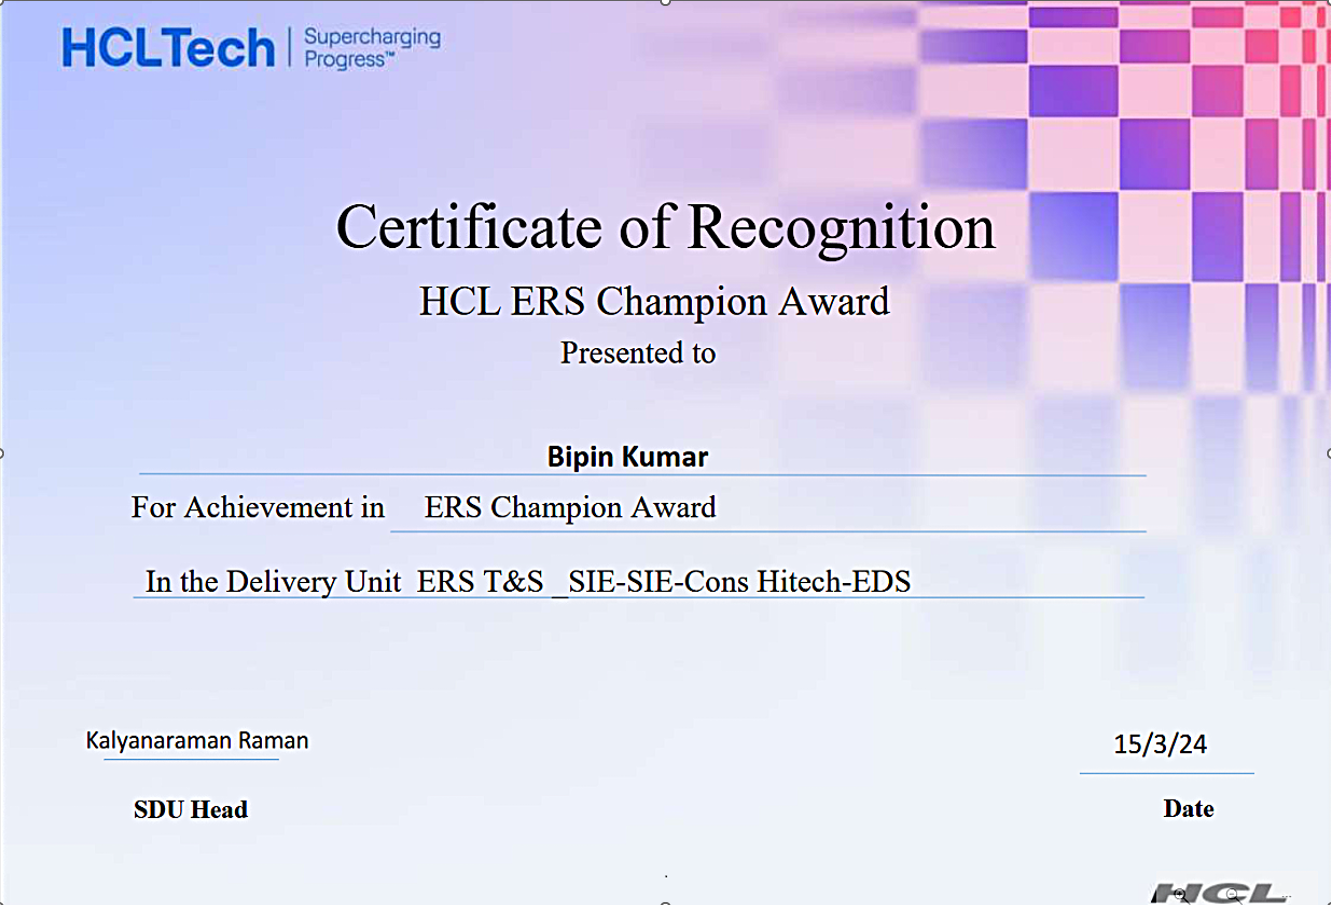 HCLTech | Supercharging
Progress™
Certificate of Recognition
HCL ERS Champion Award
Presented to
Bipin Kumar
For Achievement in ERS Champion Award
In the Delivery Unit ERS T&S _SIE-SIE-Cons Hitech-EDS
Kalyanaraman Raman
15/3/24
SDU Head
Date
HCL